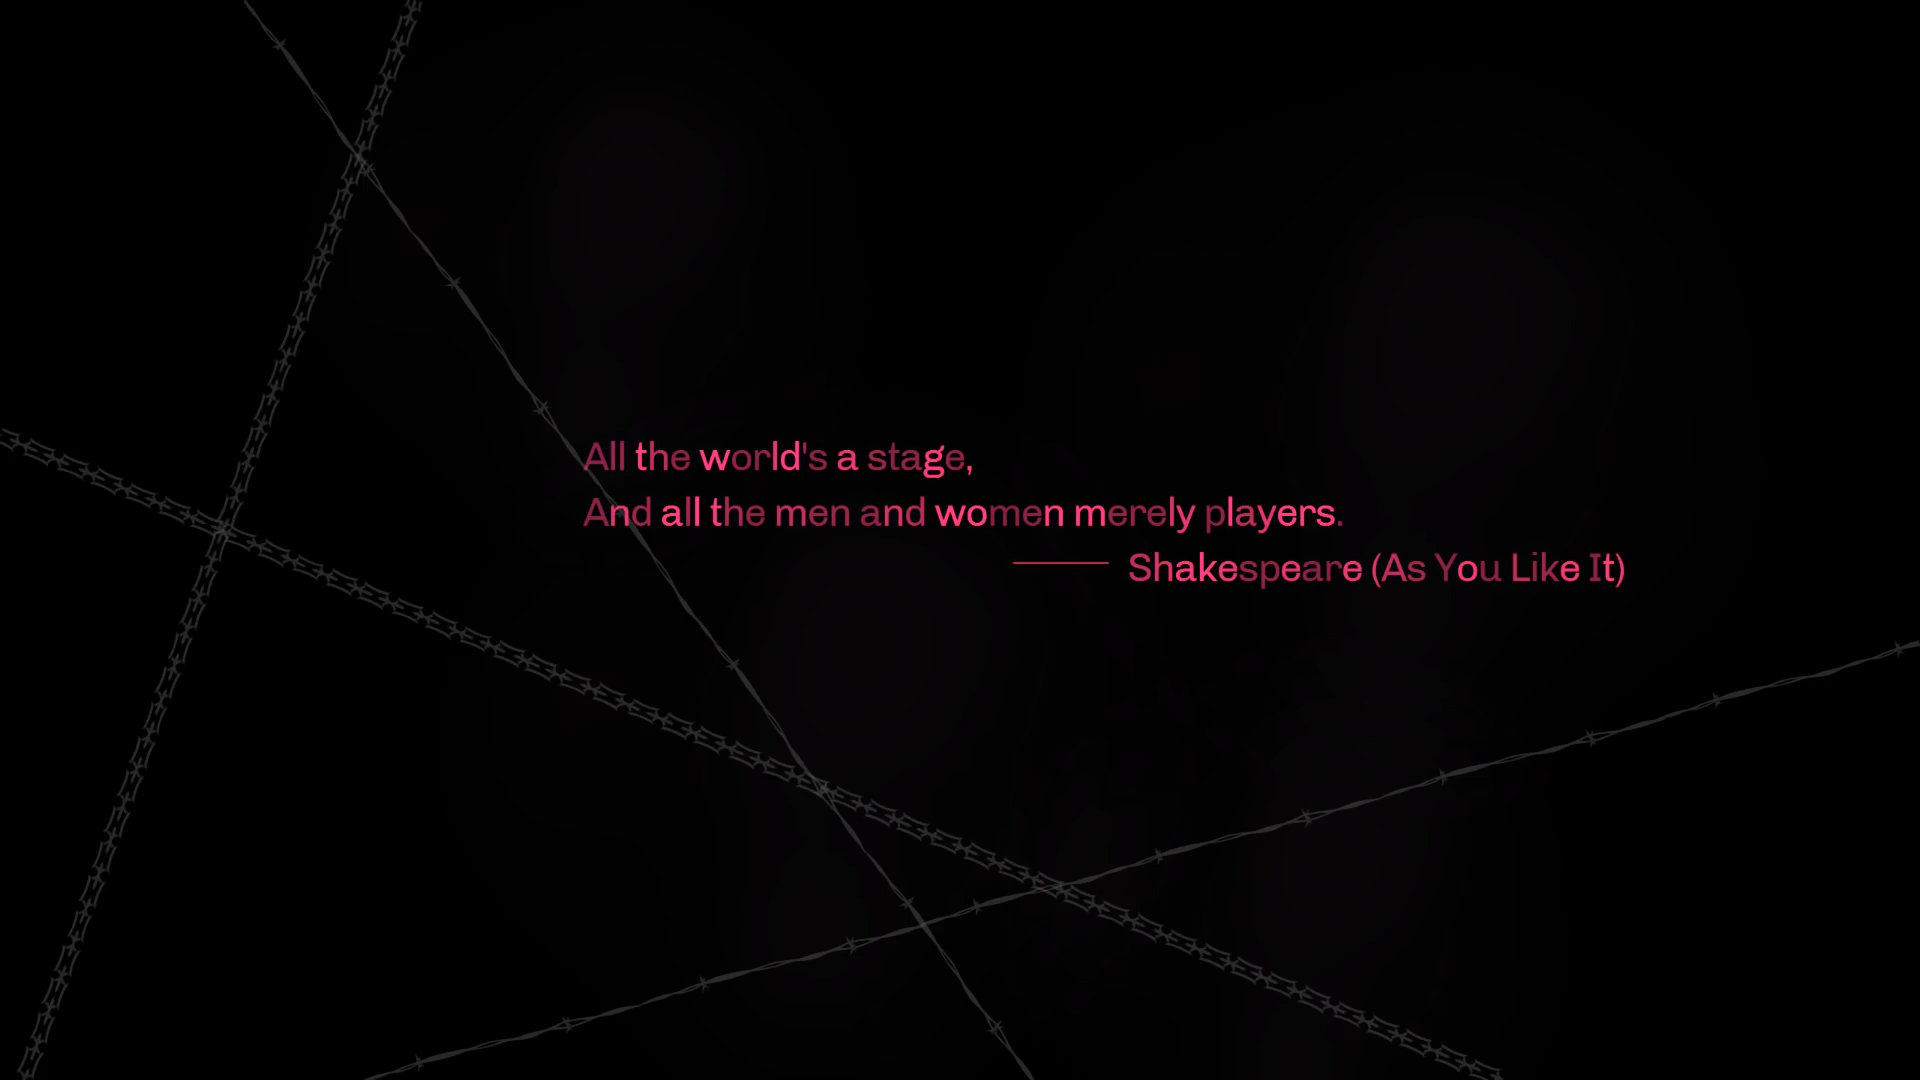 All the world's a stage,
And all the men and women merely players.
—— Shakespeare (As You Like It)